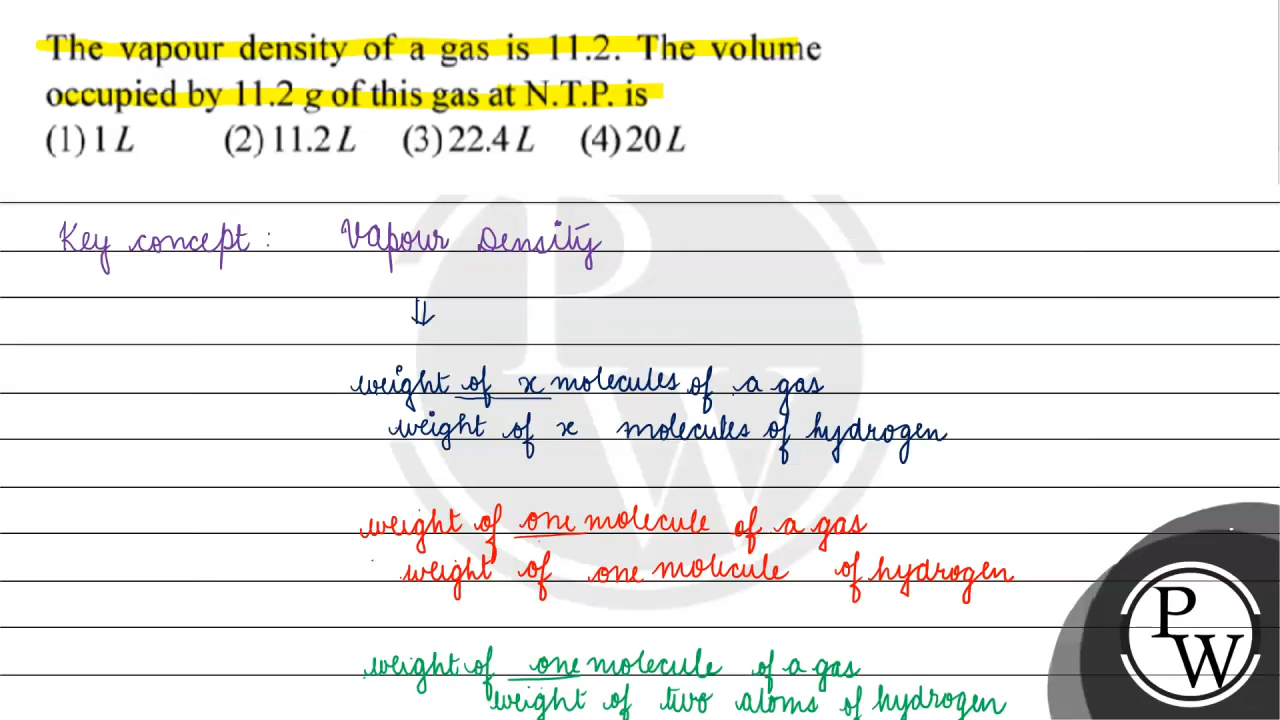 The vapour density of a gas is 11.2. The volume
occupied by 11.2 g of this gas at N.T.P. is
(1) 1 L (2) 11.2 L (3) 22.4 L (4) 20 L
Key concept : Vapour Density
⇓
weight of x molecules of a gas
weight of x molecules of hydrogen
weight of one molecule of a gas
weight of one molecule of hydrogen
weight of one molecule of a gas
weight of two atoms of hydrogen
P
W
P
W